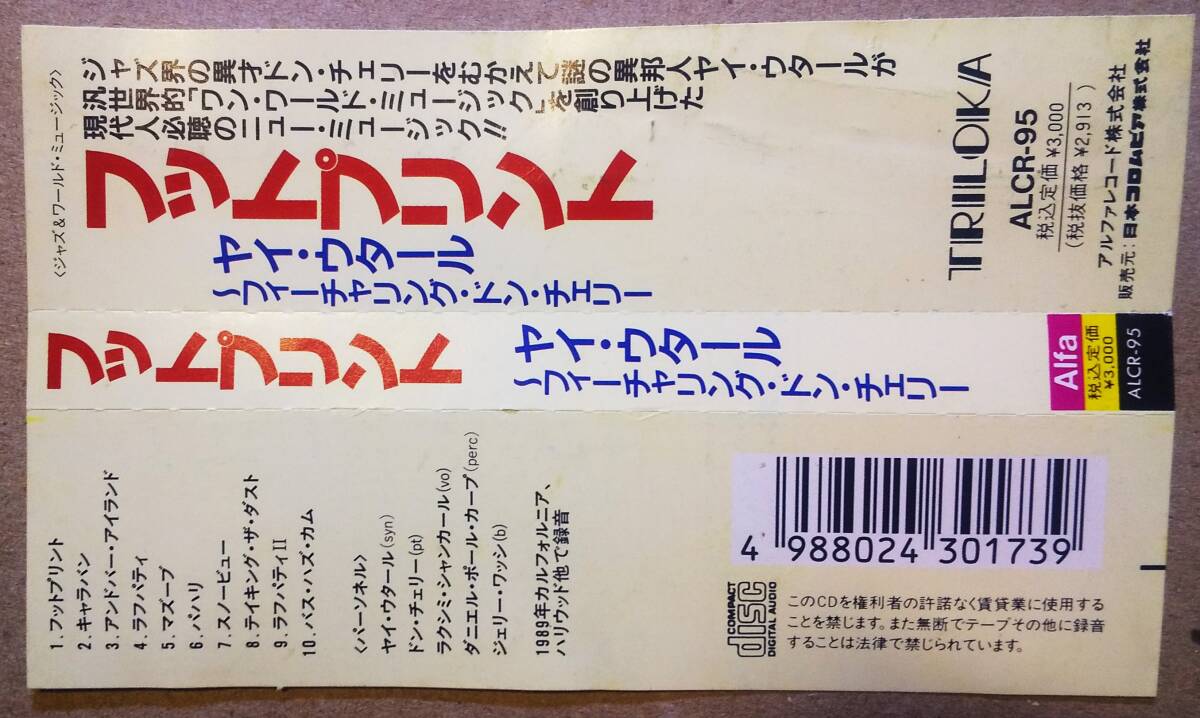 〈ジャズ&ワールド・ミュージック〉
ジャズ界の異才ドン・チェリーをむかえて謎の異邦人ヤイ・ウタールが
汎世界的「ワン・ワールド・ミュージック」を創り上げた
現代人必聴のニュー・ミュージック!!
フットプリント
ヤイ・ウタール
〜フィーチャリング・ドン・チェリー
TRILOKA
ALCR-95
税込定価 ¥3,000
(税抜価格 ¥2,913)
アルファレコード株式会社
販売元:日本コロムビア株式会社
フットプリント
ヤイ・ウタール
〜フィーチャリング・ドン・チェリー
Alfa
税込定価
¥3,000
ALCR-95
1. フットプリント
2. キャラバン
3. アンドバー・アイランド
4. ラフパティ
5. マズーブ
6. パハリ
7. スノービュー
8. テイキング・ザ・ダスト
9. ラフパティII
10. バス・ハズ・カム
〈パーソネル〉
ヤイ・ウタール(syn)
ドン・チェリー(pt)
ラクシミ・シャンカール(vo)
ダニエル・ポール・カープ(perc)
ジェリー・ワッシ(b)
1989年カルフォルニア、
ハリウッド他で録音
4 988024 301739
COMPACT
disc
DIGITAL AUDIO
このCDを権利者の許諾なく賃貸業に使用する
ことを禁じます。また無断でテープその他に録音
することは法律で禁じられています。